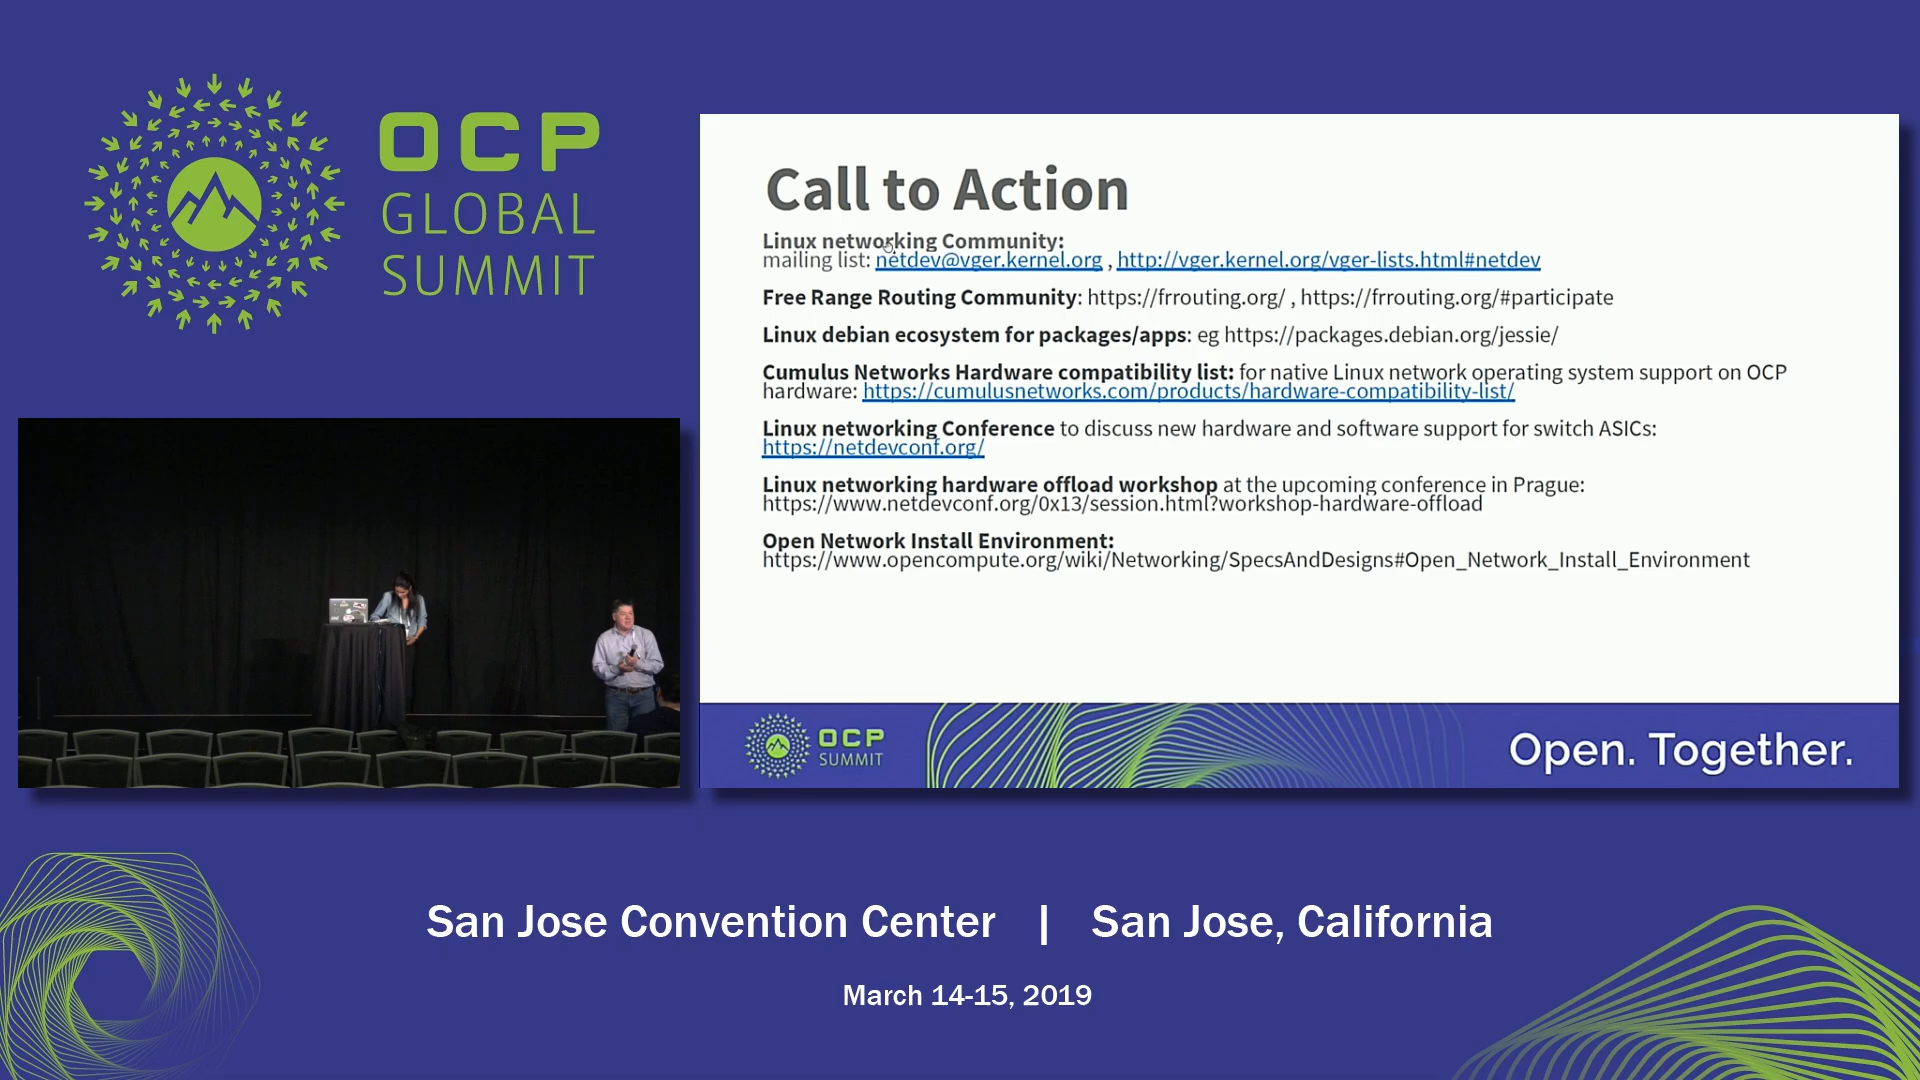 OCP
GLOBAL
SUMMIT
Call to Action
Linux networking Community:
mailing list: netdev@vger.kernel.org , http://vger.kernel.org/vger-lists.html#netdev
Free Range Routing Community: https://frrouting.org/ , https://frrouting.org/#participate
Linux debian ecosystem for packages/apps: eg https://packages.debian.org/jessie/
Cumulus Networks Hardware compatibility list: for native Linux network operating system support on OCP
hardware: https://cumulusnetworks.com/products/hardware-compatibility-list/
Linux networking Conference to discuss new hardware and software support for switch ASICs:
https://netdevconf.org/
Linux networking hardware offload workshop at the upcoming conference in Prague:
https://www.netdevconf.org/0x13/session.html?workshop-hardware-offload
Open Network Install Environment:
https://www.opencompute.org/wiki/Networking/SpecsAndDesigns#Open_Network_Install_Environment
OCP
SUMMIT
Open. Together.
San Jose Convention Center | San Jose, California
March 14-15, 2019